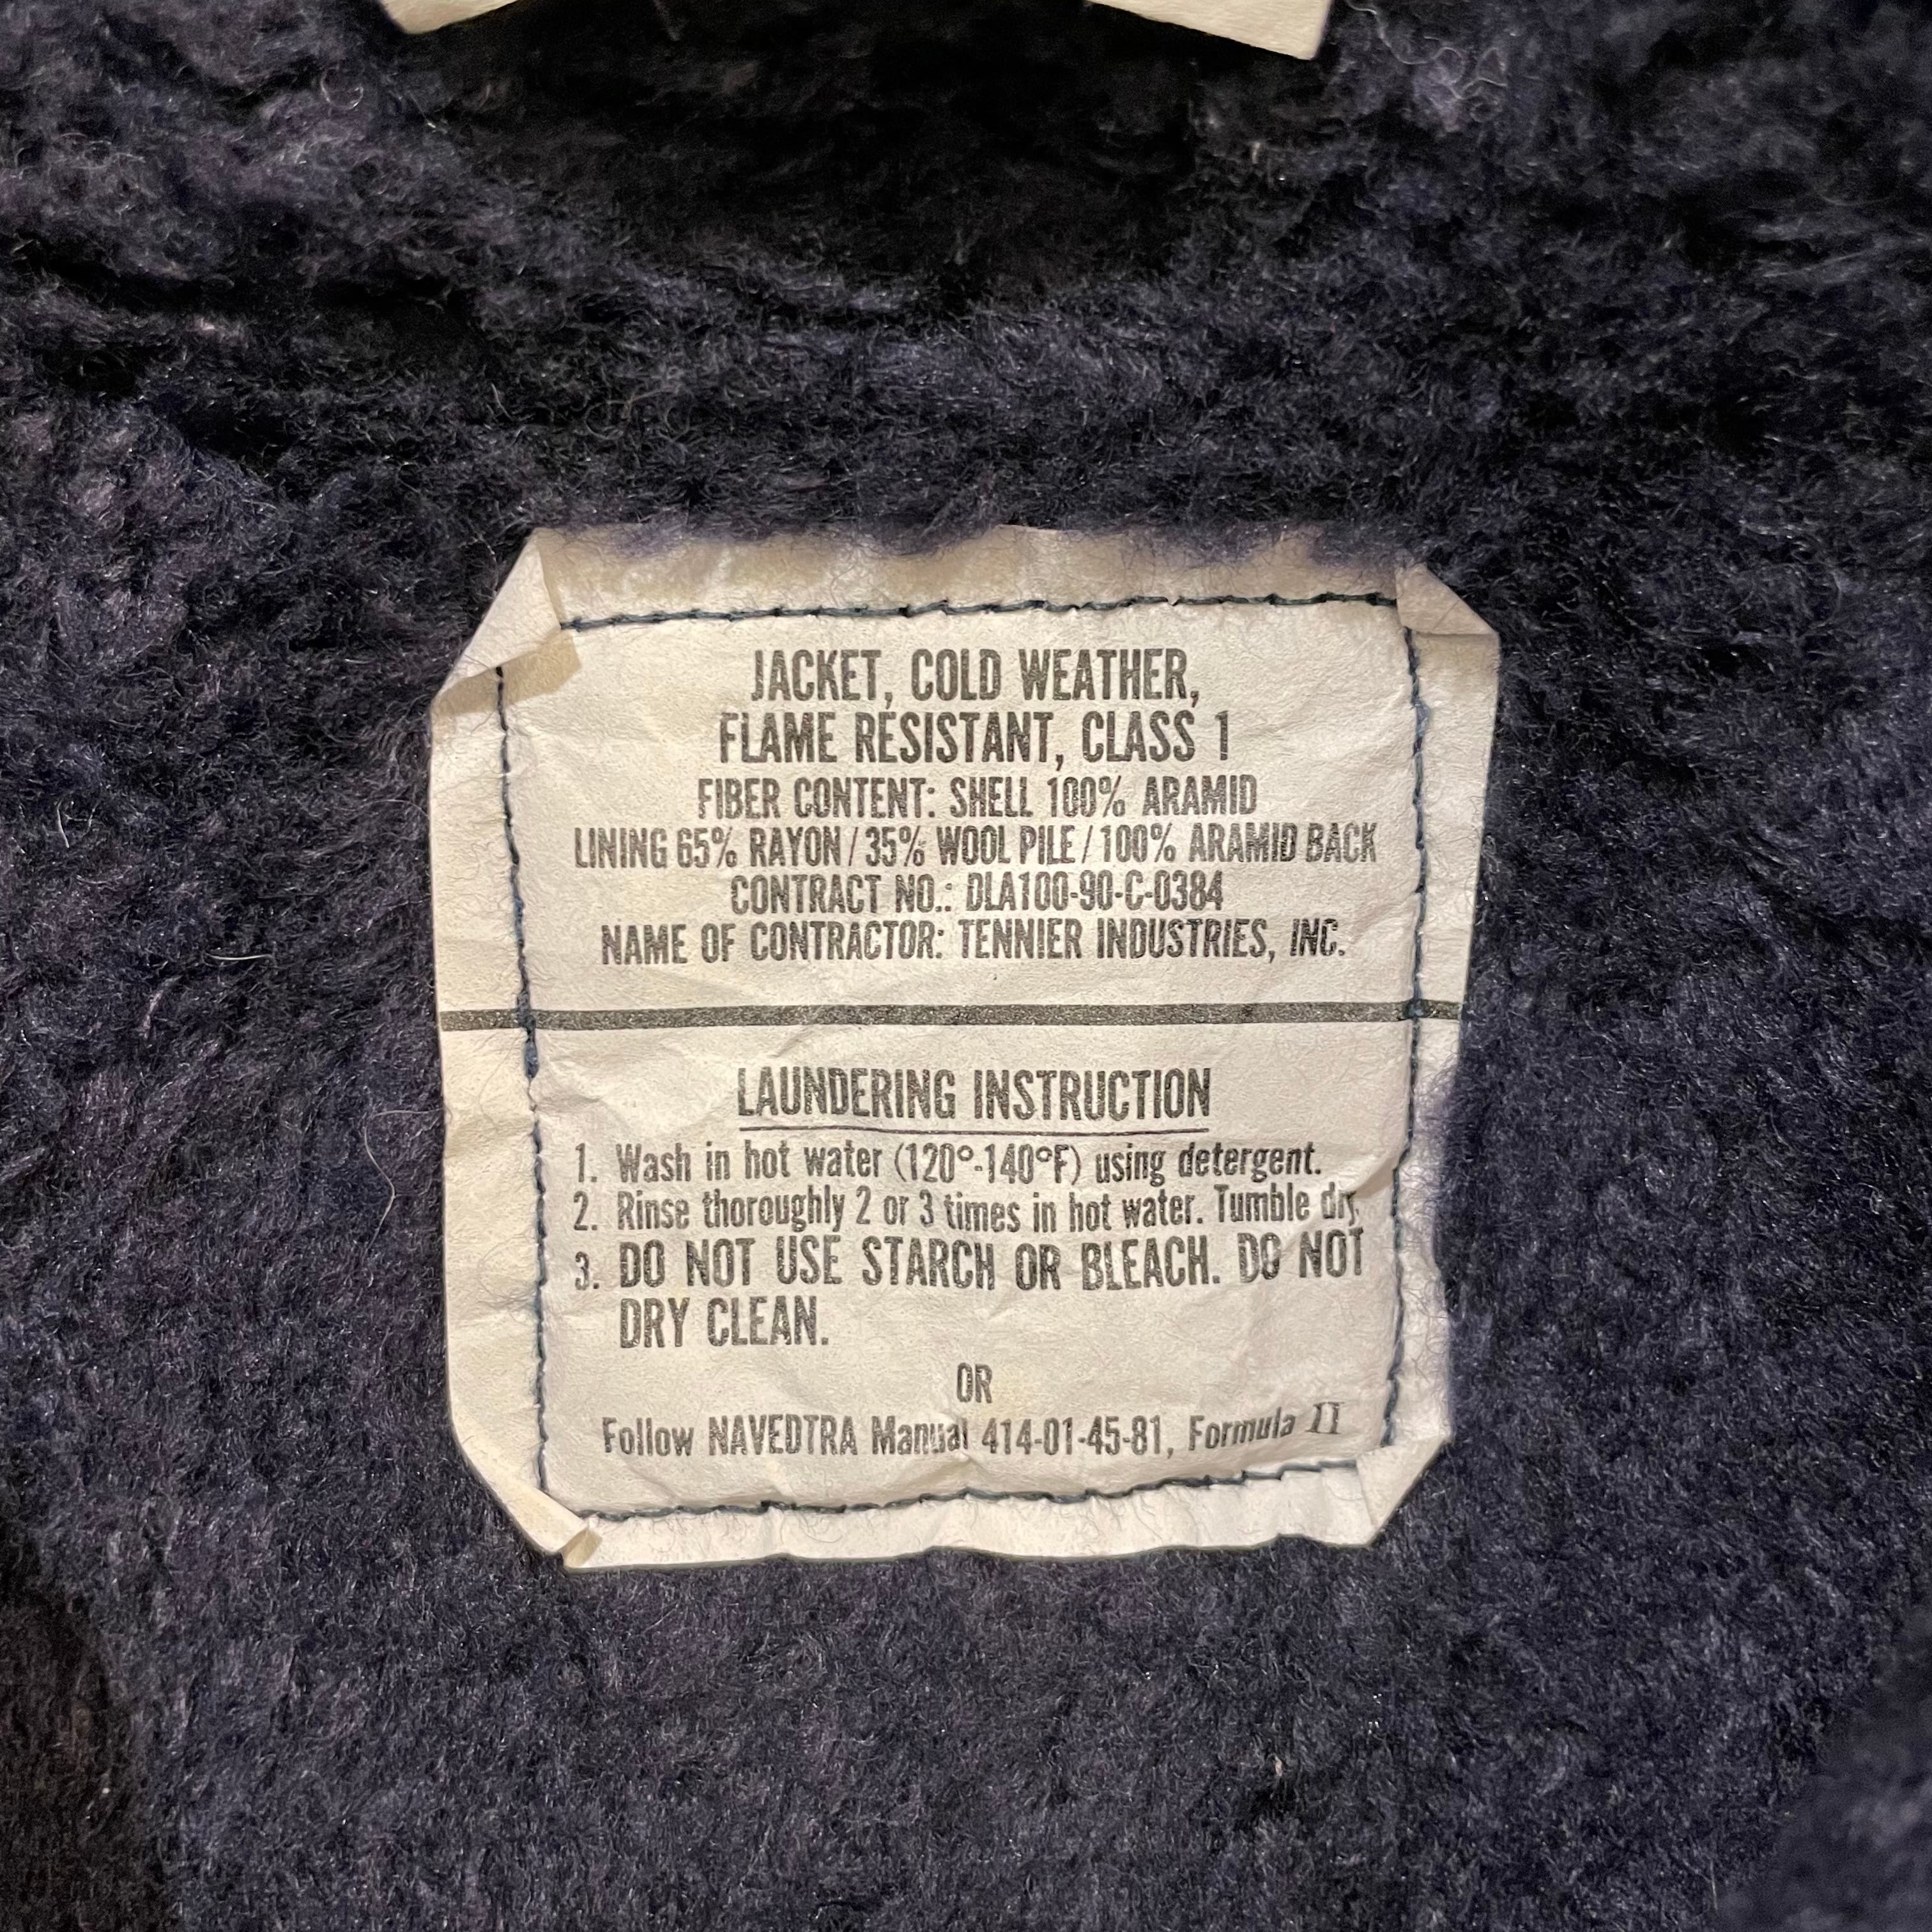 JACKET, COLD WEATHER,
FLAME RESISTANT, CLASS 1
FIBER CONTENT: SHELL 100% ARAMID
LINING 65% RAYON/35% WOOL PILE/100% ARAMID BACK
CONTRACT NO.: DLA100-90-C-0384
NAME OF CONTRACTOR: TENNIER INDUSTRIES, INC.
LAUNDERING INSTRUCTION
1. Wash in hot water (120°-140°F) using detergent.
2. Rinse thoroughly 2 or 3 times in hot water. Tumble dry.
3. DO NOT USE STARCH OR BLEACH. DO NOT
DRY CLEAN.
OR
Follow NAVEDTRA Manual 414-01-45-81, Formula II